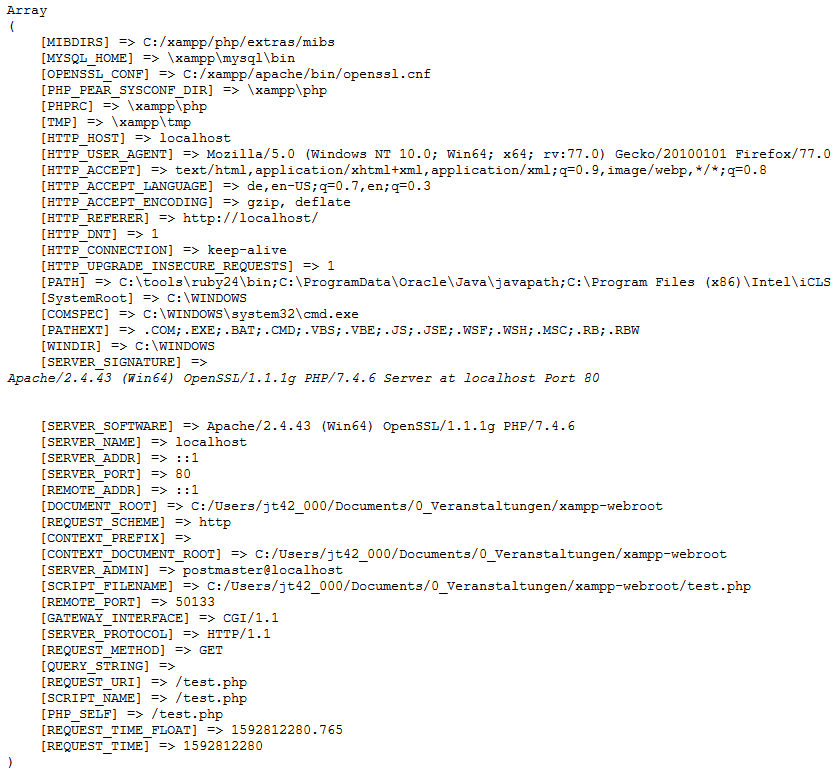 Array
(
    [MIBDIRS] => C:/xampp/php/extras/mibs
    [MYSQL_HOME] => \xampp\mysql\bin
    [OPENSSL_CONF] => C:/xampp/apache/bin/openssl.cnf
    [PHP_PEAR_SYSCONF_DIR] => \xampp\php
    [PHPRC] => \xampp\php
    [TMP] => \xampp\tmp
    [HTTP_HOST] => localhost
    [HTTP_USER_AGENT] => Mozilla/5.0 (Windows NT 10.0; Win64; x64; rv:77.0) Gecko/20100101 Firefox/77.0
    [HTTP_ACCEPT] => text/html,application/xhtml+xml,application/xml;q=0.9,image/webp,*/*;q=0.8
    [HTTP_ACCEPT_LANGUAGE] => de,en-US;q=0.7,en;q=0.3
    [HTTP_ACCEPT_ENCODING] => gzip, deflate
    [HTTP_REFERER] => http://localhost/
    [HTTP_DNT] => 1
    [HTTP_CONNECTION] => keep-alive
    [HTTP_UPGRADE_INSECURE_REQUESTS] => 1
    [PATH] => C:\tools\ruby24\bin;C:\ProgramData\Oracle\Java\javapath;C:\Program Files (x86)\Intel\iCLS
    [SystemRoot] => C:\WINDOWS
    [COMSPEC] => C:\WINDOWS\system32\cmd.exe
    [PATHEXT] => .COM;.EXE;.BAT;.CMD;.VBS;.VBE;.JS;.JSE;.WSF;.WSH;.MSC;.RB;.RBW
    [WINDIR] => C:\WINDOWS
    [SERVER_SIGNATURE] =>
Apache/2.4.43 (Win64) OpenSSL/1.1.1g PHP/7.4.6 Server at localhost Port 80
    [SERVER_SOFTWARE] => Apache/2.4.43 (Win64) OpenSSL/1.1.1g PHP/7.4.6
    [SERVER_NAME] => localhost
    [SERVER_ADDR] => ::1
    [SERVER_PORT] => 80
    [REMOTE_ADDR] => ::1
    [DOCUMENT_ROOT] => C:/Users/jt42_000/Documents/0_Veranstaltungen/xampp-webroot
    [REQUEST_SCHEME] => http
    [CONTEXT_PREFIX] =>
    [CONTEXT_DOCUMENT_ROOT] => C:/Users/jt42_000/Documents/0_Veranstaltungen/xampp-webroot
    [SERVER_ADMIN] => postmaster@localhost
    [SCRIPT_FILENAME] => C:/Users/jt42_000/Documents/0_Veranstaltungen/xampp-webroot/test.php
    [REMOTE_PORT] => 50133
    [GATEWAY_INTERFACE] => CGI/1.1
    [SERVER_PROTOCOL] => HTTP/1.1
    [REQUEST_METHOD] => GET
    [QUERY_STRING] =>
    [REQUEST_URI] => /test.php
    [SCRIPT_NAME] => /test.php
    [PHP_SELF] => /test.php
    [REQUEST_TIME_FLOAT] => 1592812280.765
    [REQUEST_TIME] => 1592812280
)